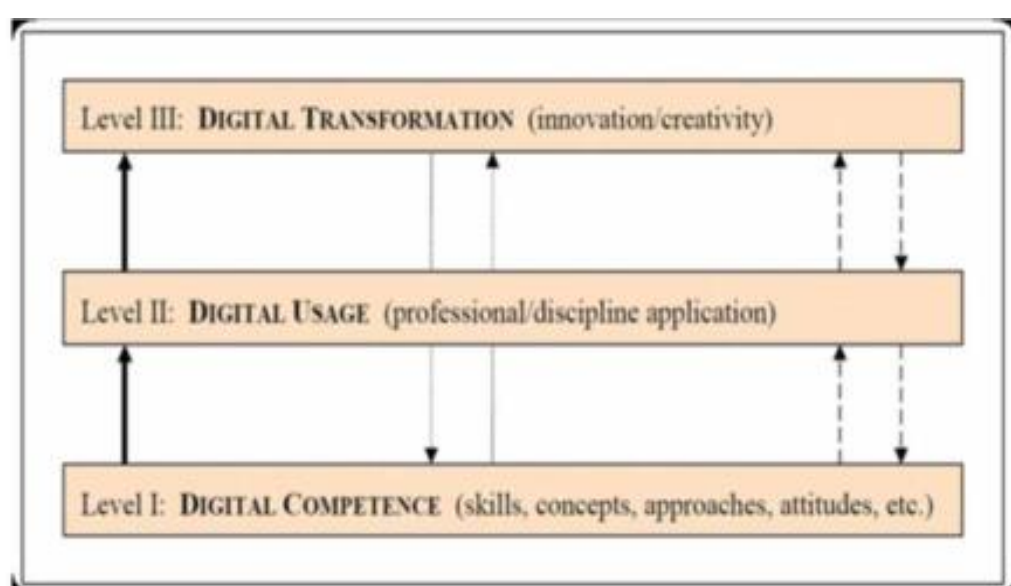 Level III: DIGITAL TRANSFORMATION (innovation/creativity)
Level II: DIGITAL USAGE (professional/discipline application)
Level I: DIGITAL COMPETENCE (skills, concepts, approaches, attitudes, etc.)